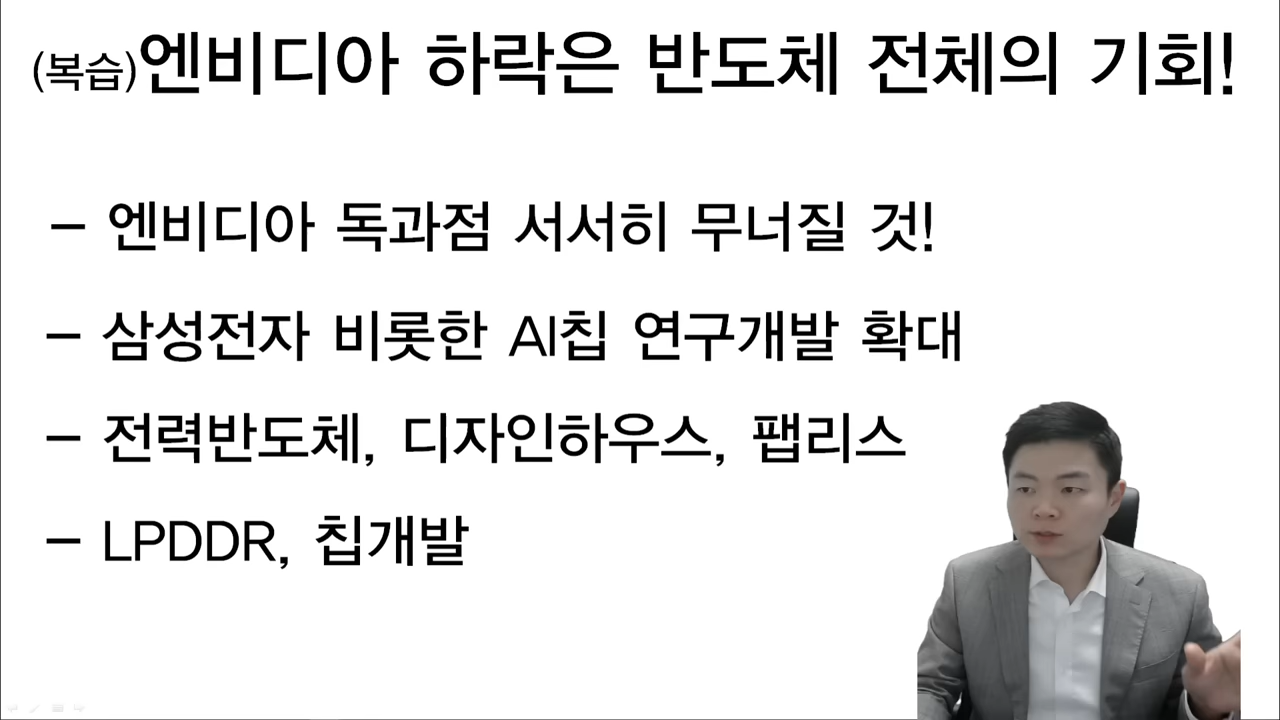 (복습)엔비디아 하락은 반도체 전체의 기회!
- 엔비디아 독과점 서서히 무너질 것!
- 삼성전자 비롯한 AI칩 연구개발 확대
- 전력반도체, 디자인하우스, 팹리스
- LPDDR, 칩개발